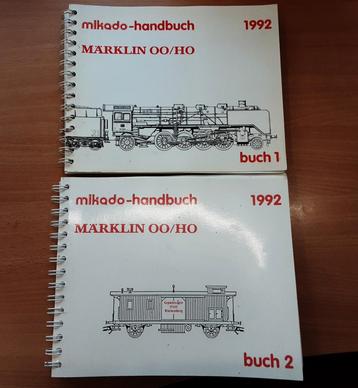 mikado-handbuch 1992
MÄRKLIN OO/HO
buch 1
mikado-handbuch 1992
MÄRKLIN OO/HO
buch 2